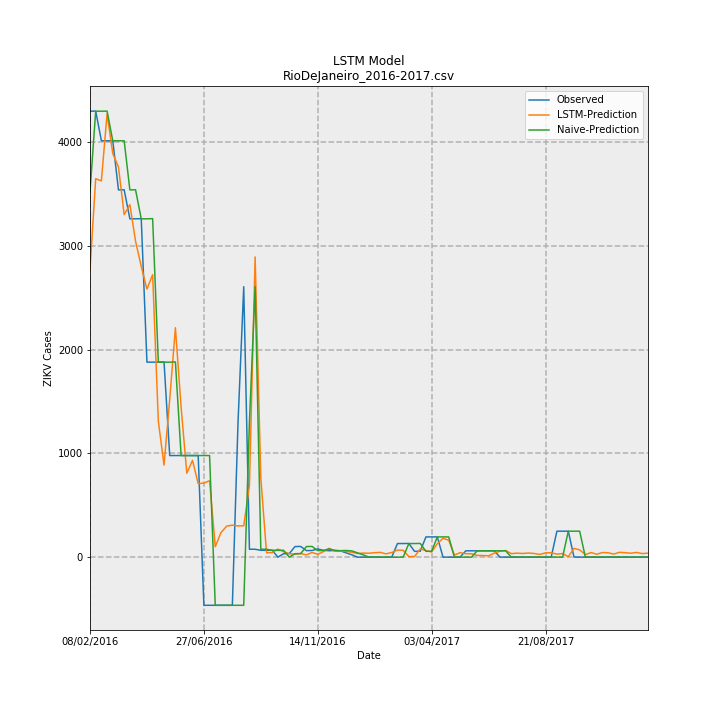 LSTM Model
RioDeJaneiro_2016-2017.csv
Observed
LSTM-Prediction
Naive-Prediction
4000
3000
2000
1000
0
ZIKV Cases
08/02/2016 27/06/2016 14/11/2016 03/04/2017 21/08/2017
Date